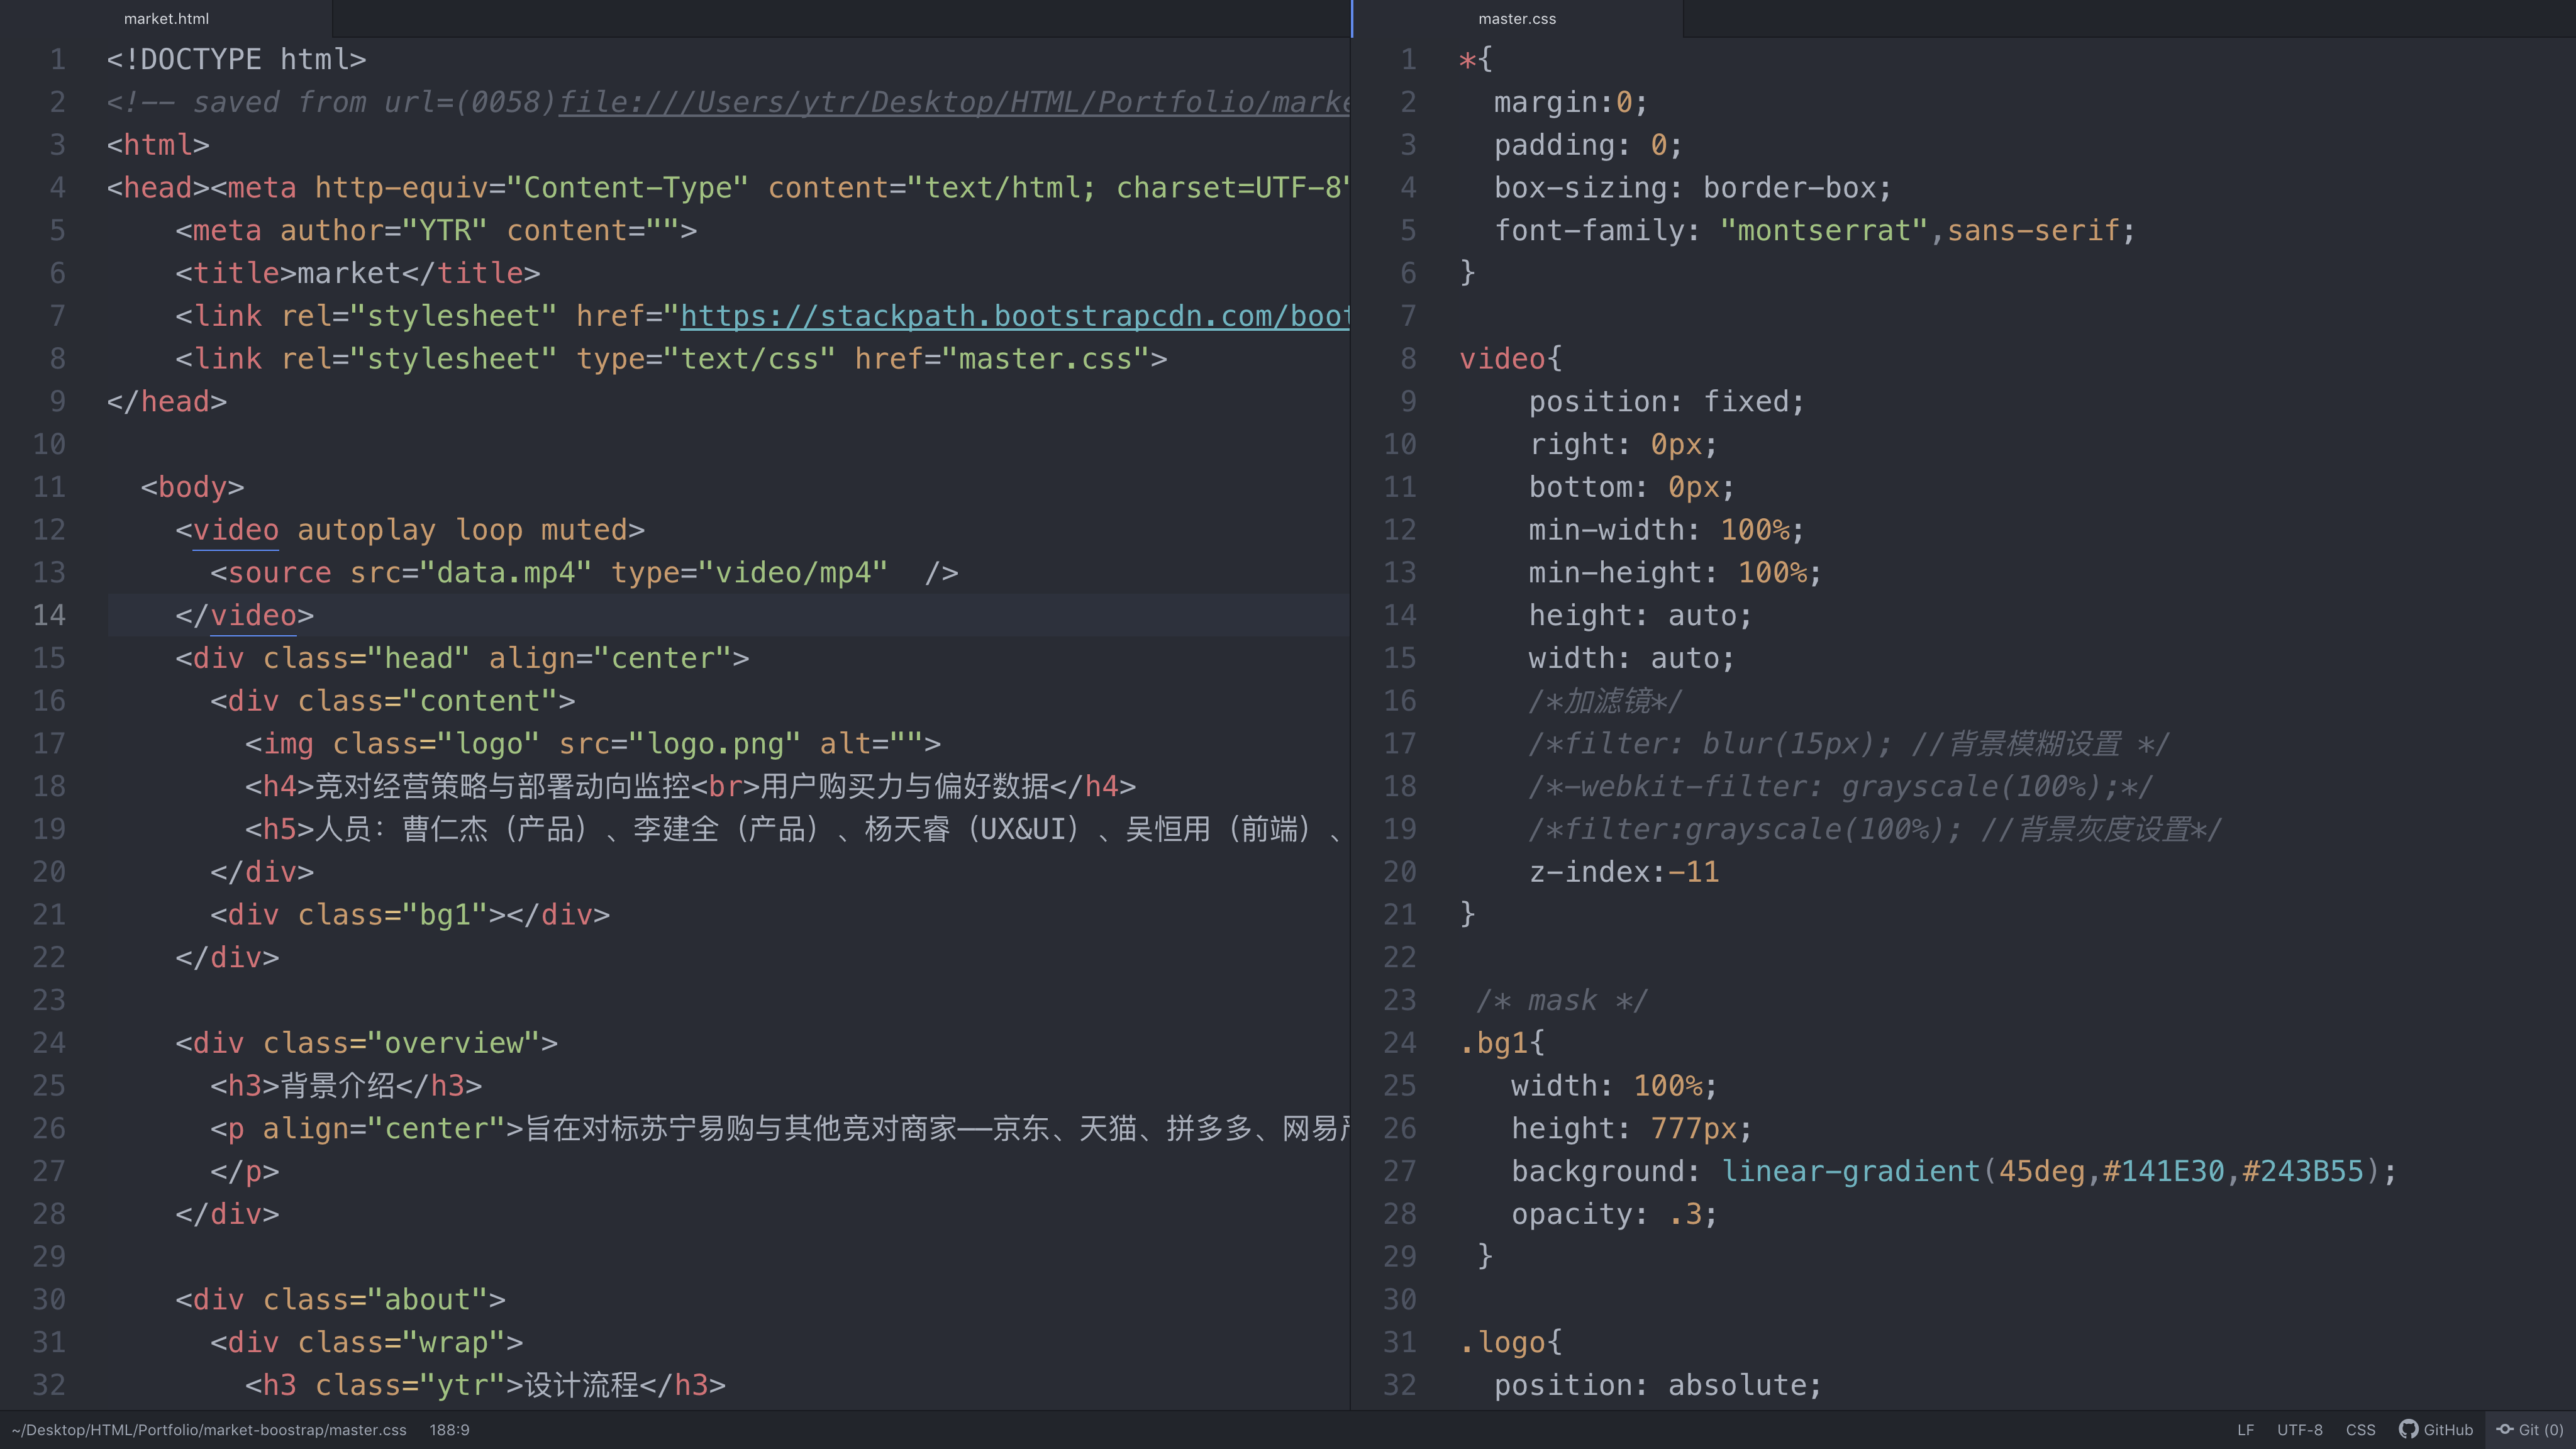 market.html
1 <!DOCTYPE html>
2 <!-- saved from url=(0058)file:///Users/ytr/Desktop/HTML/Portfolio/marke
3 <html>
4 <head><meta http-equiv="Content-Type" content="text/html; charset=UTF-8"
5     <meta author="YTR" content="">
6     <title>market</title>
7     <link rel="stylesheet" href="https://stackpath.bootstrapcdn.com/boot
8     <link rel="stylesheet" type="text/css" href="master.css">
9 </head>
10
11   <body>
12     <video autoplay loop muted>
13       <source src="data.mp4" type="video/mp4"  />
14     </video>
15     <div class="head" align="center">
16       <div class="content">
17         <img class="logo" src="logo.png" alt="">
18         <h4>竞对经营策略与部署动向监控<br>用户购买力与偏好数据</h4>
19         <h5>人员：曹仁杰（产品）、李建全（产品）、杨天睿（UX&UI）、吴恒用（前端）、
20       </div>
21       <div class="bg1"></div>
22     </div>
23
24     <div class="overview">
25       <h3>背景介绍</h3>
26       <p align="center">旨在对标苏宁易购与其他竞对商家——京东、天猫、拼多多、网易严
27       </p>
28     </div>
29
30     <div class="about">
31       <div class="wrap">
32         <h3 class="ytr">设计流程</h3>
master.css
1 *{
2   margin:0;
3   padding: 0;
4   box-sizing: border-box;
5   font-family: "montserrat",sans-serif;
6 }
7
8 video{
9     position: fixed;
10     right: 0px;
11     bottom: 0px;
12     min-width: 100%;
13     min-height: 100%;
14     height: auto;
15     width: auto;
16     /*加滤镜*/
17     /*filter: blur(15px); //背景模糊设置 */
18     /*-webkit-filter: grayscale(100%);*/
19     /*filter:grayscale(100%); //背景灰度设置*/
20     z-index:-11
21 }
22
23  /* mask */
24 .bg1{
25    width: 100%;
26    height: 777px;
27    background: linear-gradient(45deg,#141E30,#243B55);
28    opacity: .3;
29  }
30
31 .logo{
32   position: absolute;
~/Desktop/HTML/Portfolio/market-boostrap/master.css 188:9 LF UTF-8 CSS GitHub Git (0)